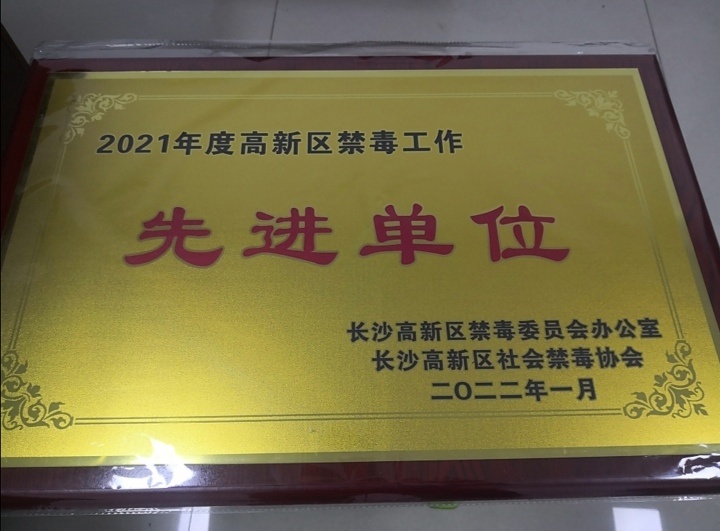 2021年度高新区禁毒工作
先进单位
长沙高新区禁毒委员会办公室
长沙高新区社会禁毒协会
二〇二二年一月